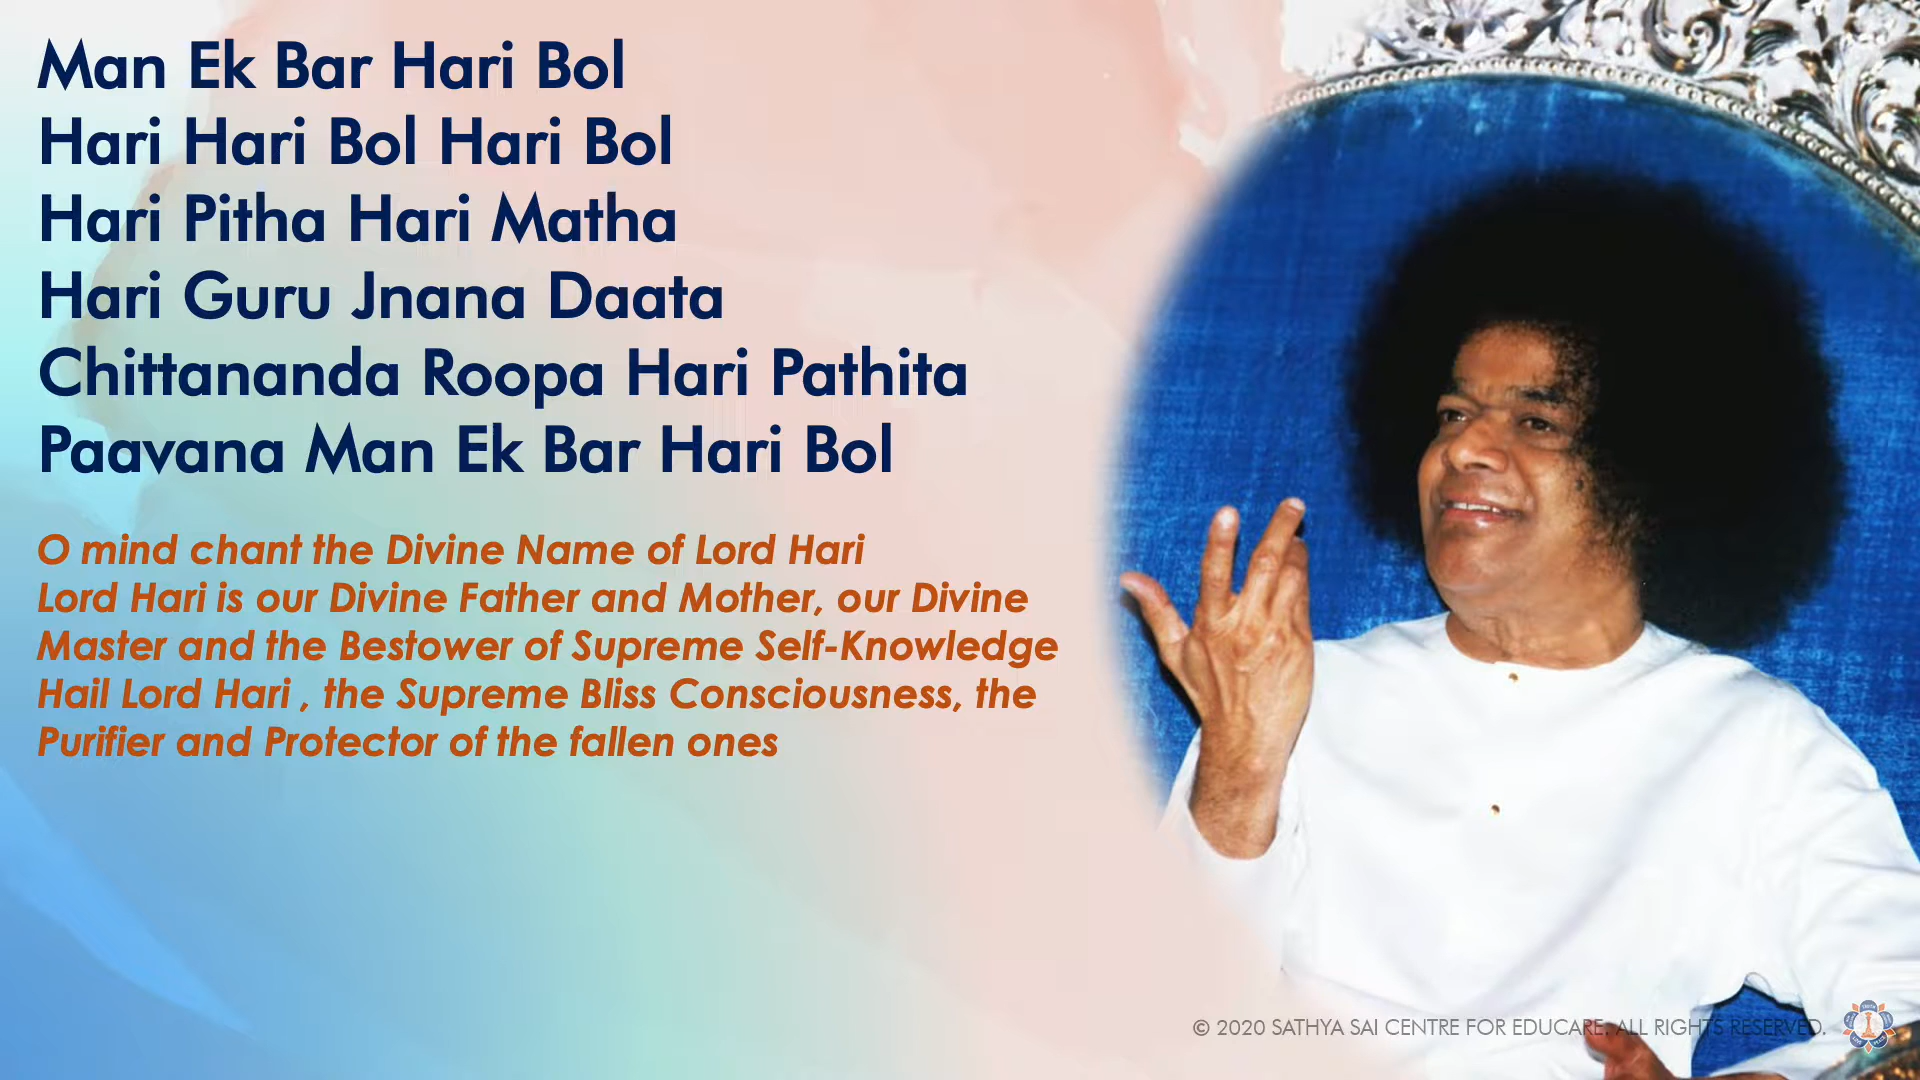 Man Ek Bar Hari Bol
Hari Hari Bol Hari Bol
Hari Pitha Hari Matha
Hari Guru Jnana Daata
Chittananda Roopa Hari Pathita
Paavana Man Ek Bar Hari Bol
O mind chant the Divine Name of Lord Hari
Lord Hari is our Divine Father and Mother, our Divine
Master and the Bestower of Supreme Self-Knowledge
Hail Lord Hari , the Supreme Bliss Consciousness, the
Purifier and Protector of the fallen ones
© 2020 SATHYA SAI CENTRE FOR EDUCARE. ALL RIGHTS RESERVED.